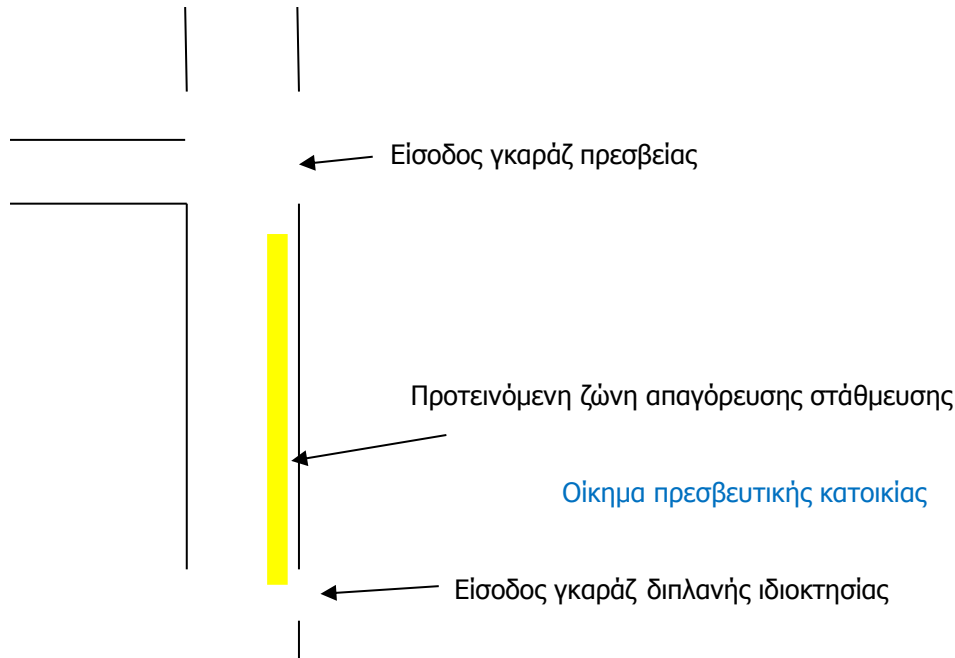 Είσοδος γκαράζ πρεσβείας
Προτεινόμενη ζώνη απαγόρευσης στάθμευσης
Οίκημα πρεσβευτικής κατοικίας
Είσοδος γκαράζ διπλανής ιδιοκτησίας